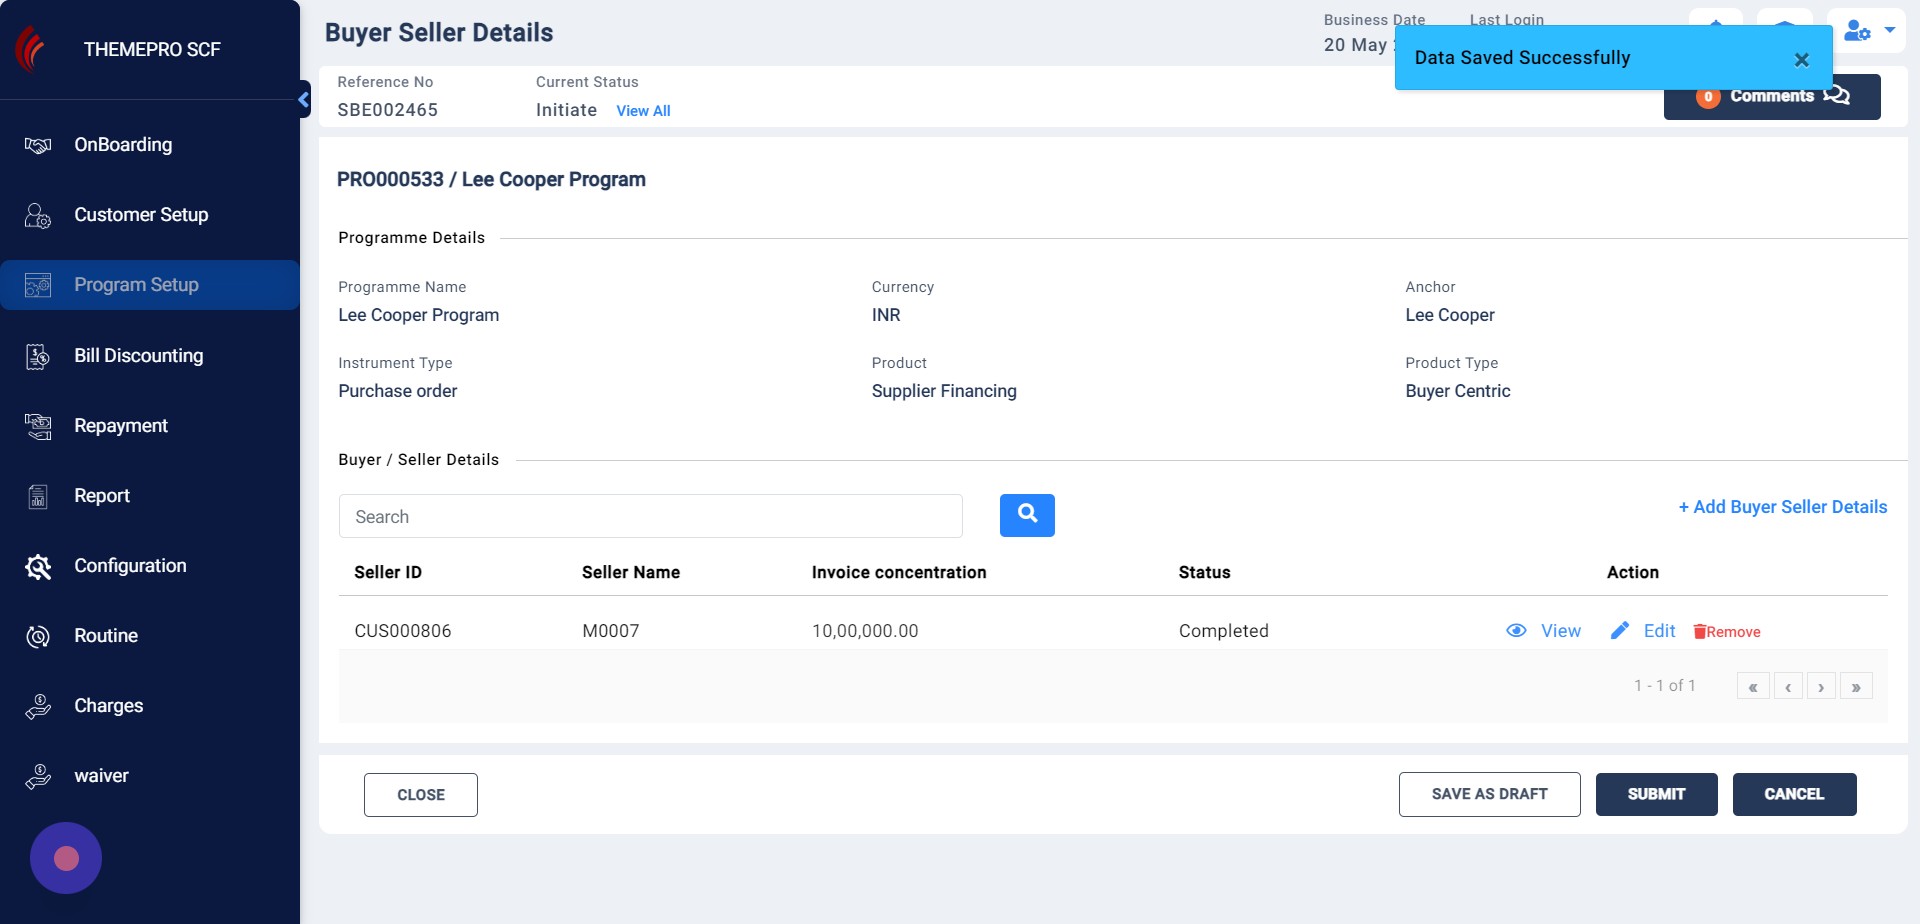 THEMEPRO SCF
OnBoarding
Customer Setup
Program Setup
Bill Discounting
Repayment
Report
Configuration
Routine
Charges
waiver
Buyer Seller Details
Business Date
20 May
Last Login
Data Saved Successfully
Reference No
SBE002465
Current Status
Initiate View All
0 Comments
PRO000533 / Lee Cooper Program
Programme Details
Programme Name
Lee Cooper Program
Currency
INR
Anchor
Lee Cooper
Instrument Type
Purchase order
Product
Supplier Financing
Product Type
Buyer Centric
Buyer / Seller Details
Search
+ Add Buyer Seller Details
Seller ID Seller Name Invoice concentration Status Action
CUS000806 M0007 10,00,000.00 Completed View Edit Remove
1 - 1 of 1 « ‹ › »
CLOSE
SAVE AS DRAFT
SUBMIT
CANCEL